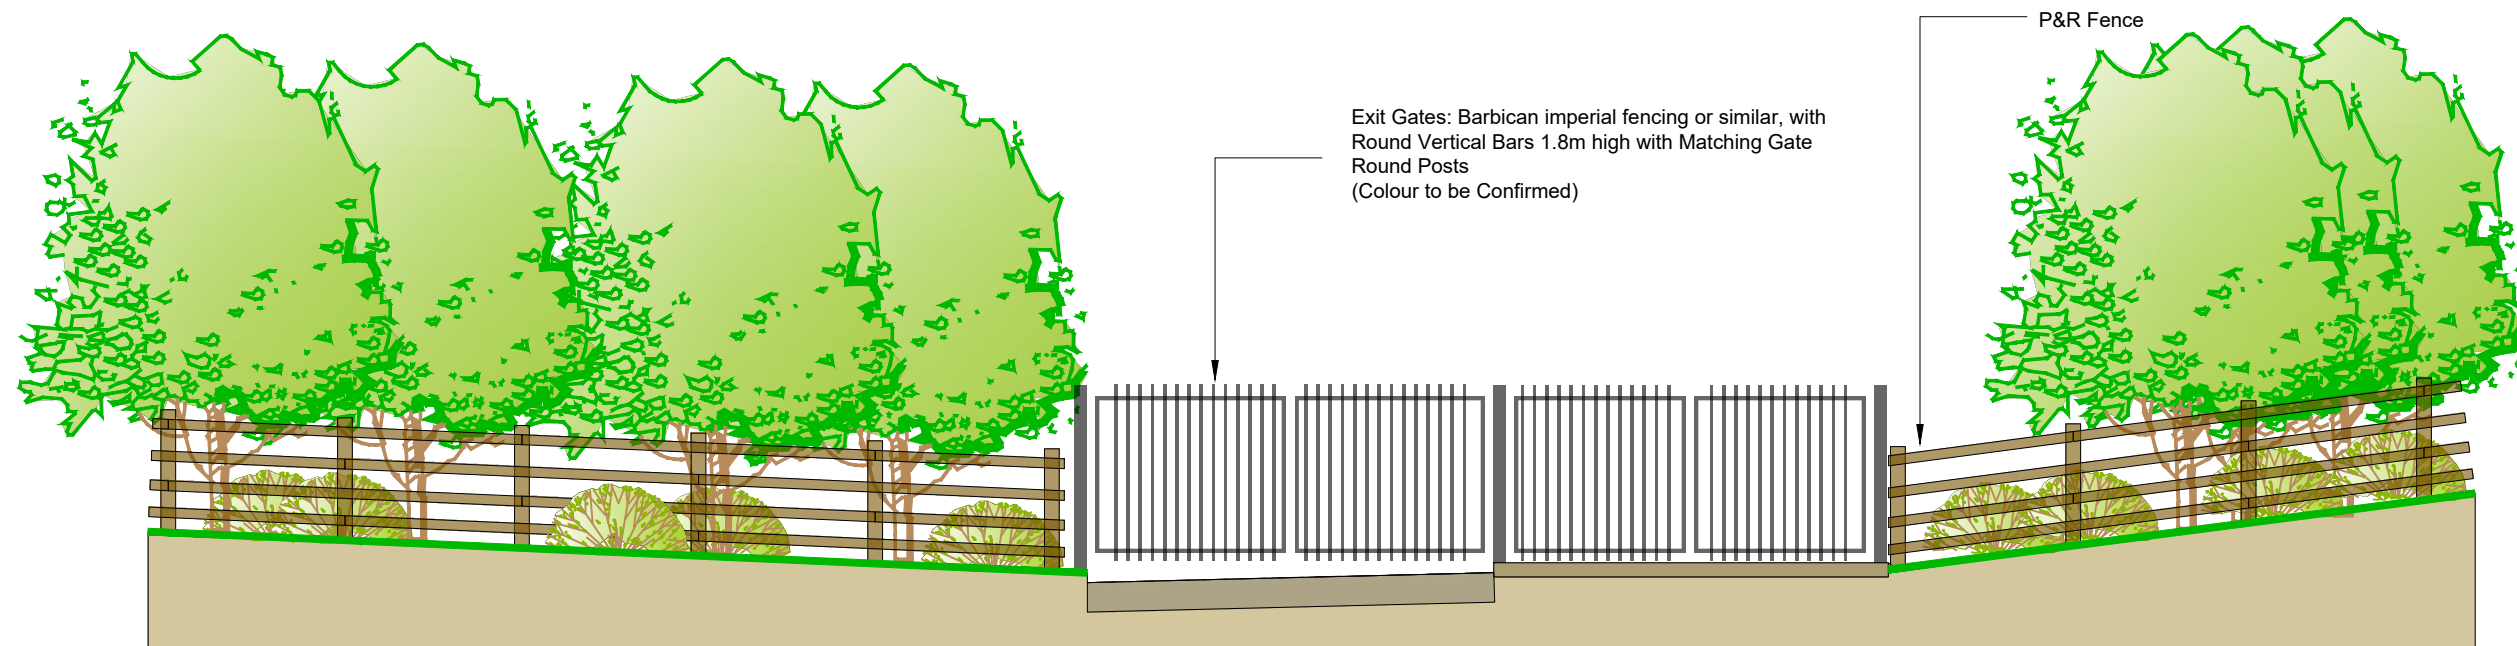 P&R Fence
Exit Gates: Barbican imperial fencing or similar, with
Round Vertical Bars 1.8m high with Matching Gate
Round Posts
(Colour to be Confirmed)